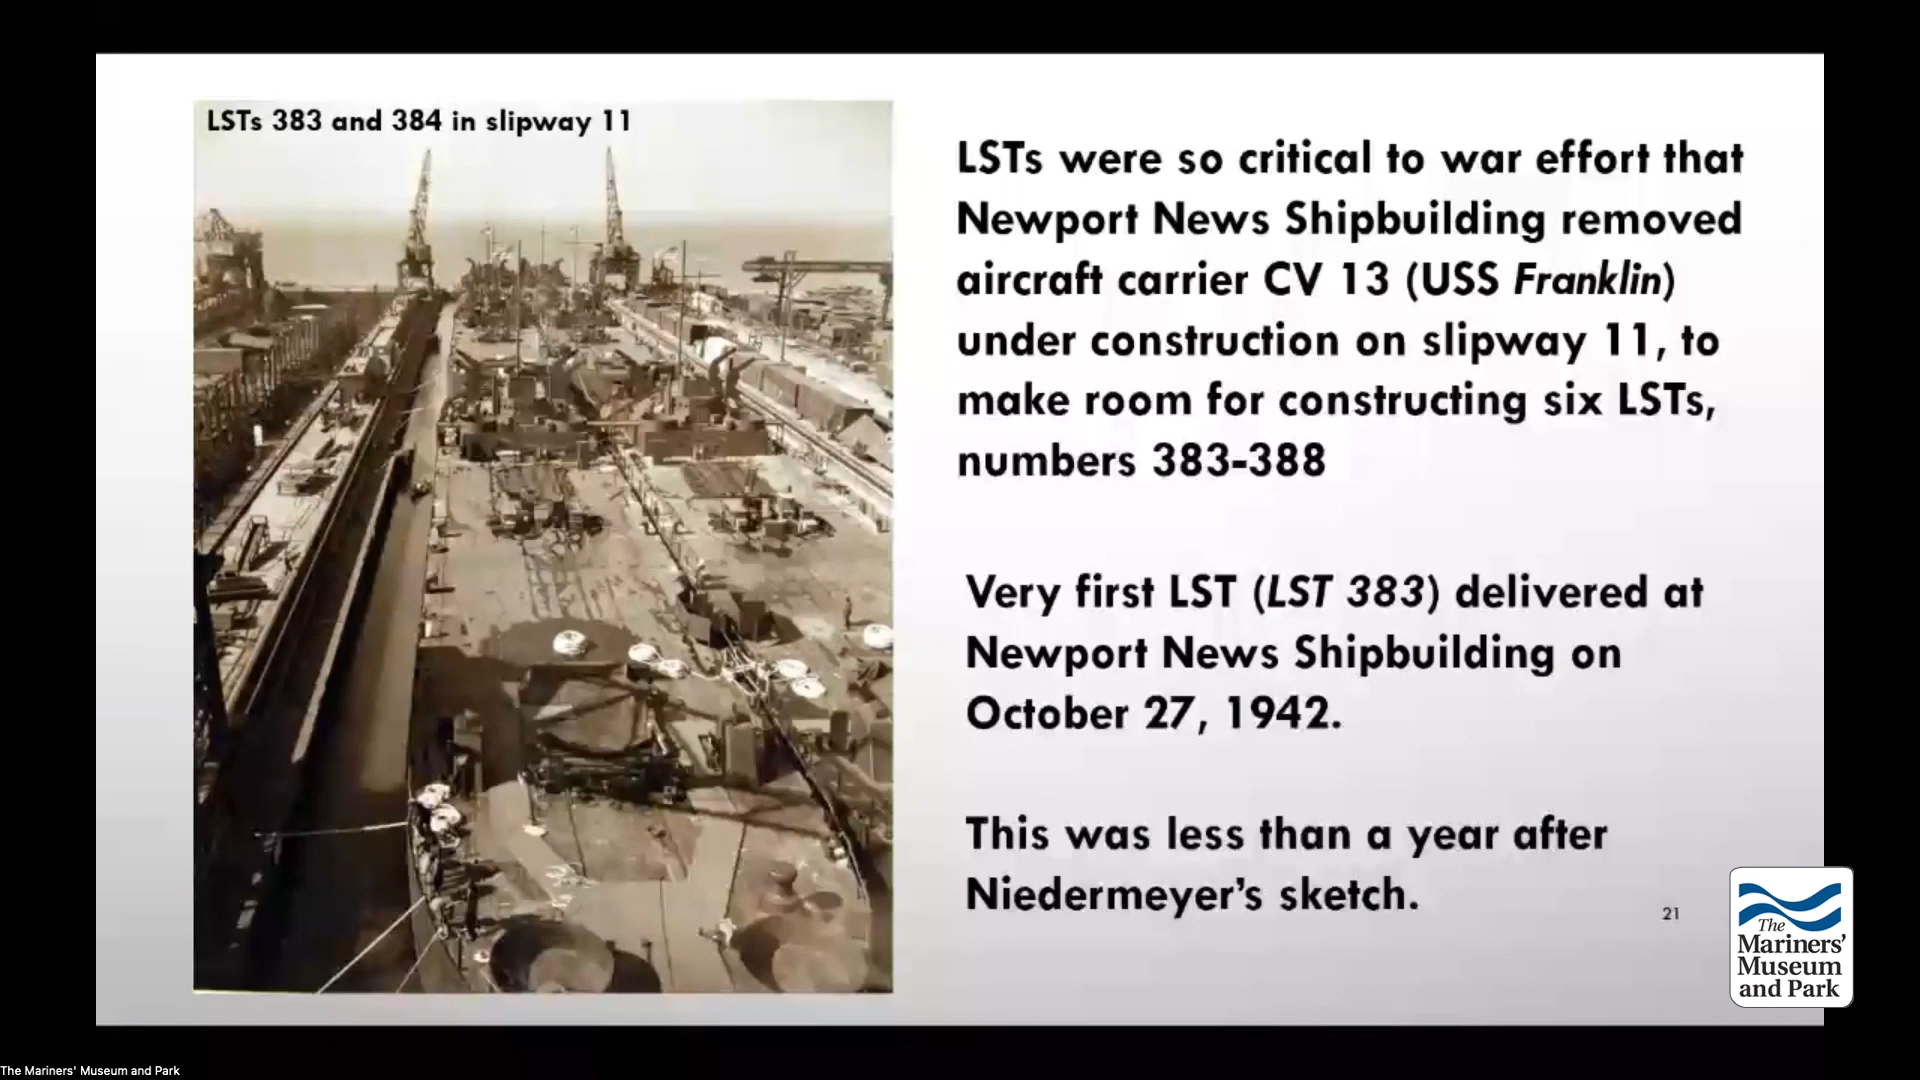 LSTs 383 and 384 in slipway 11
LSTs were so critical to war effort that
Newport News Shipbuilding removed
aircraft carrier CV 13 (USS Franklin)
under construction on slipway 11, to
make room for constructing six LSTs,
numbers 383-388
Very first LST (LST 383) delivered at
Newport News Shipbuilding on
October 27, 1942.
This was less than a year after
Niedermeyer’s sketch.
21
The
Mariners’
Museum
and Park
The Mariners' Museum and Park